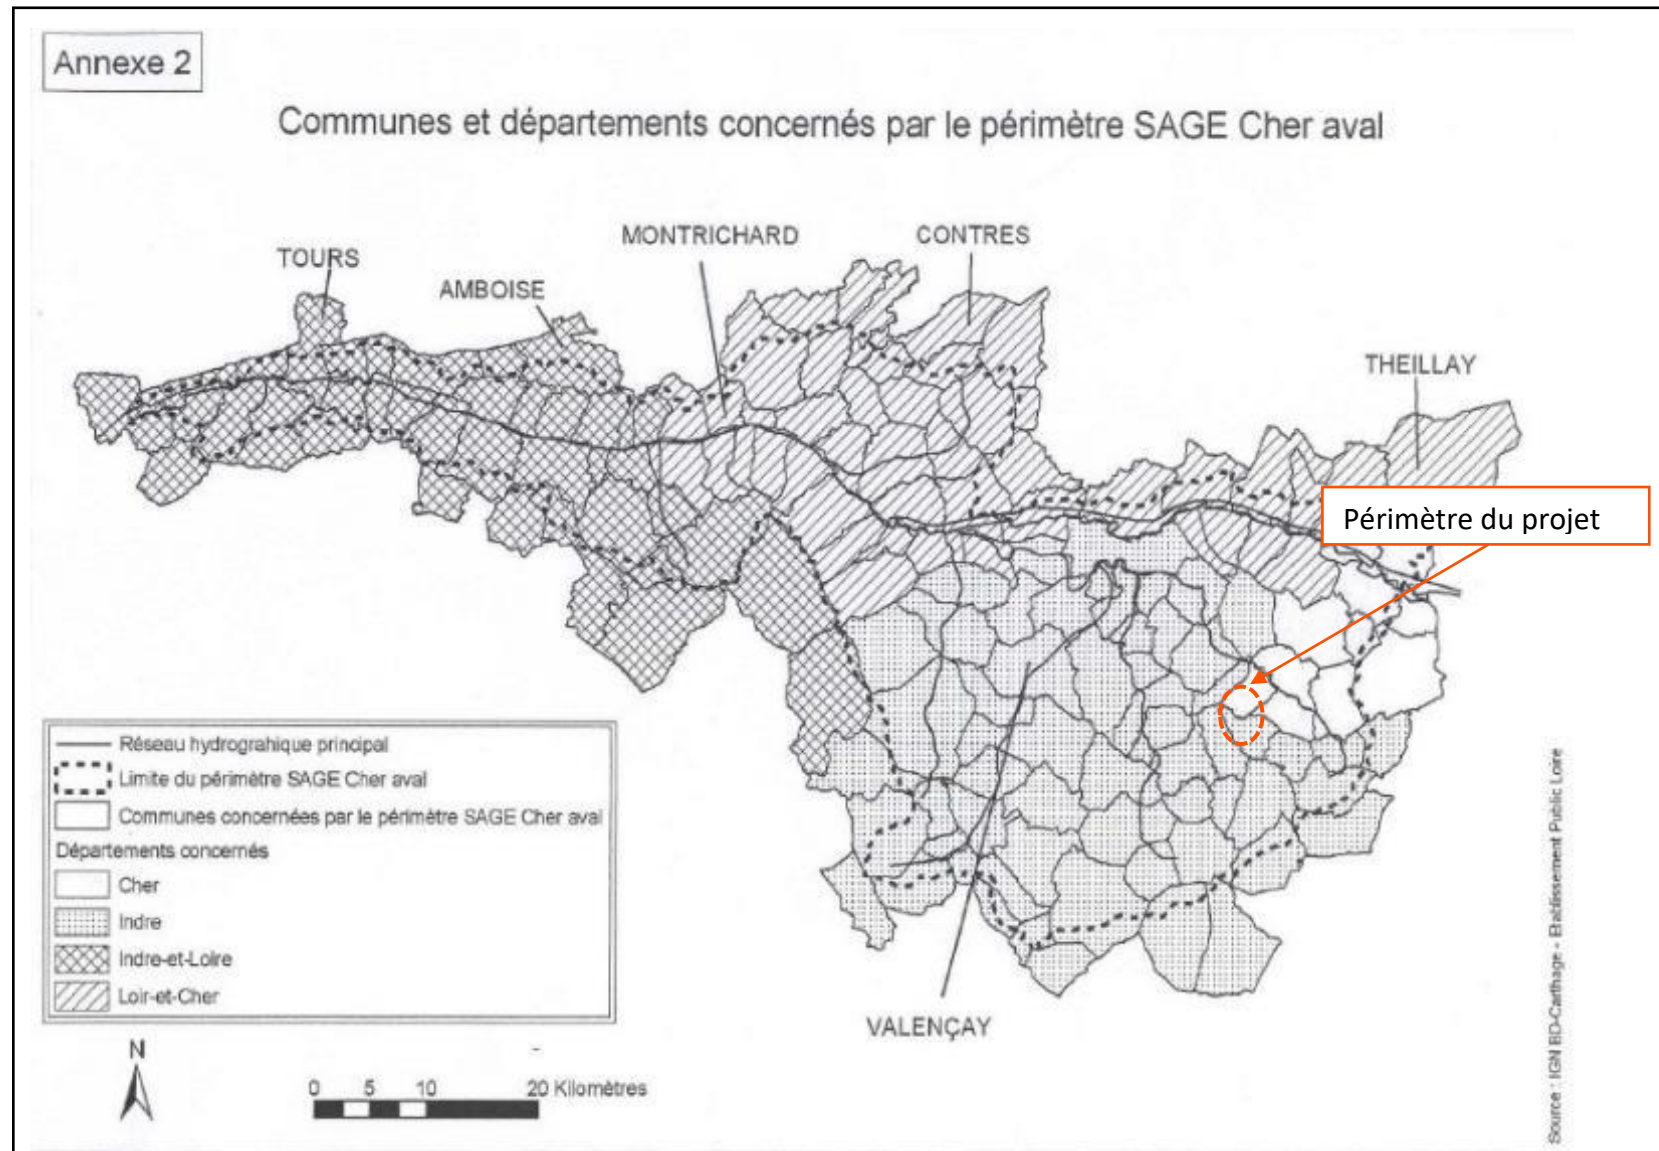 Annexe 2
Communes et départements concernés par le périmètre SAGE Cher aval
MONTRICHARD
CONTRES
TOURS
AMBOISE
THEILLAY
Périmètre du projet
Réseau hydrograhique principal
Limite du périmètre SAGE Cher aval
Communes concernées par le périmètre SAGE Cher aval
Départements concernés
Cher
Indre
Indre-et-Loire
Loir-et-Cher
VALENÇAY
N
0 5 10 20 Kilomètres
Source : IGN BD-Carthage - Etablissement Public Loire